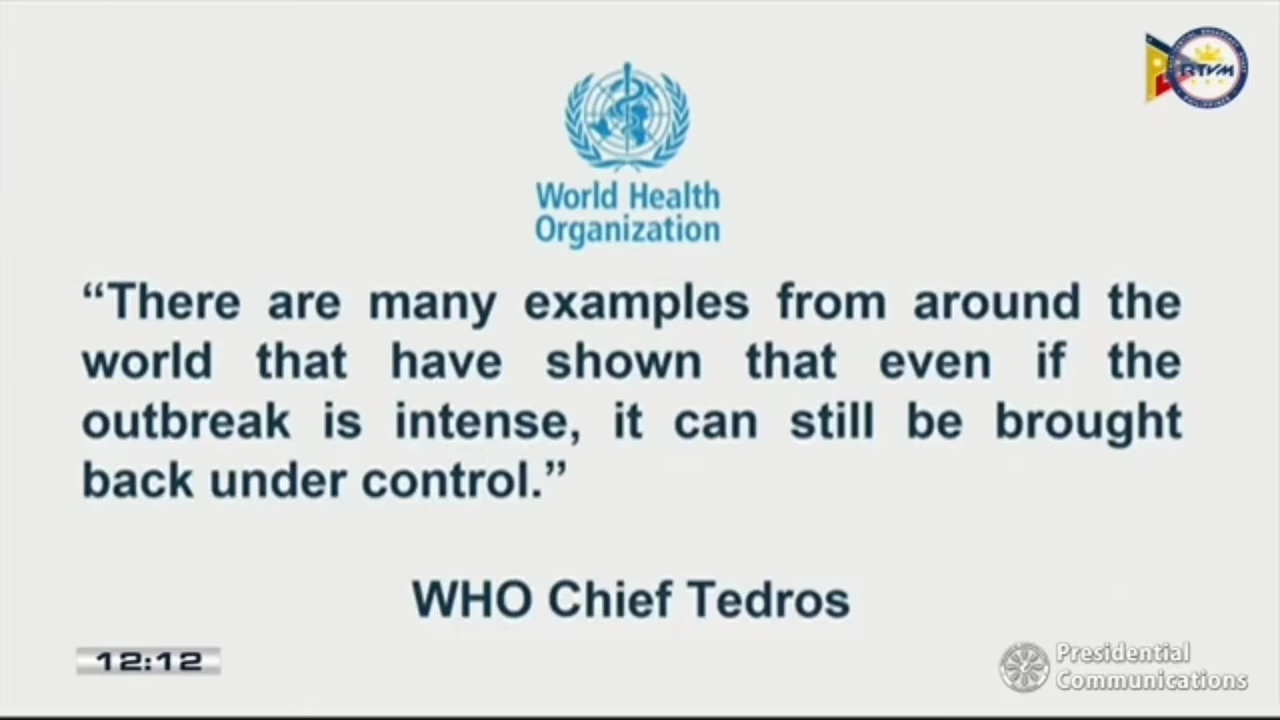 RTVM
World Health
Organization
“There are many examples from around the
world that have shown that even if the
outbreak is intense, it can still be brought
back under control.”
WHO Chief Tedros
12:12
Presidential
Communications